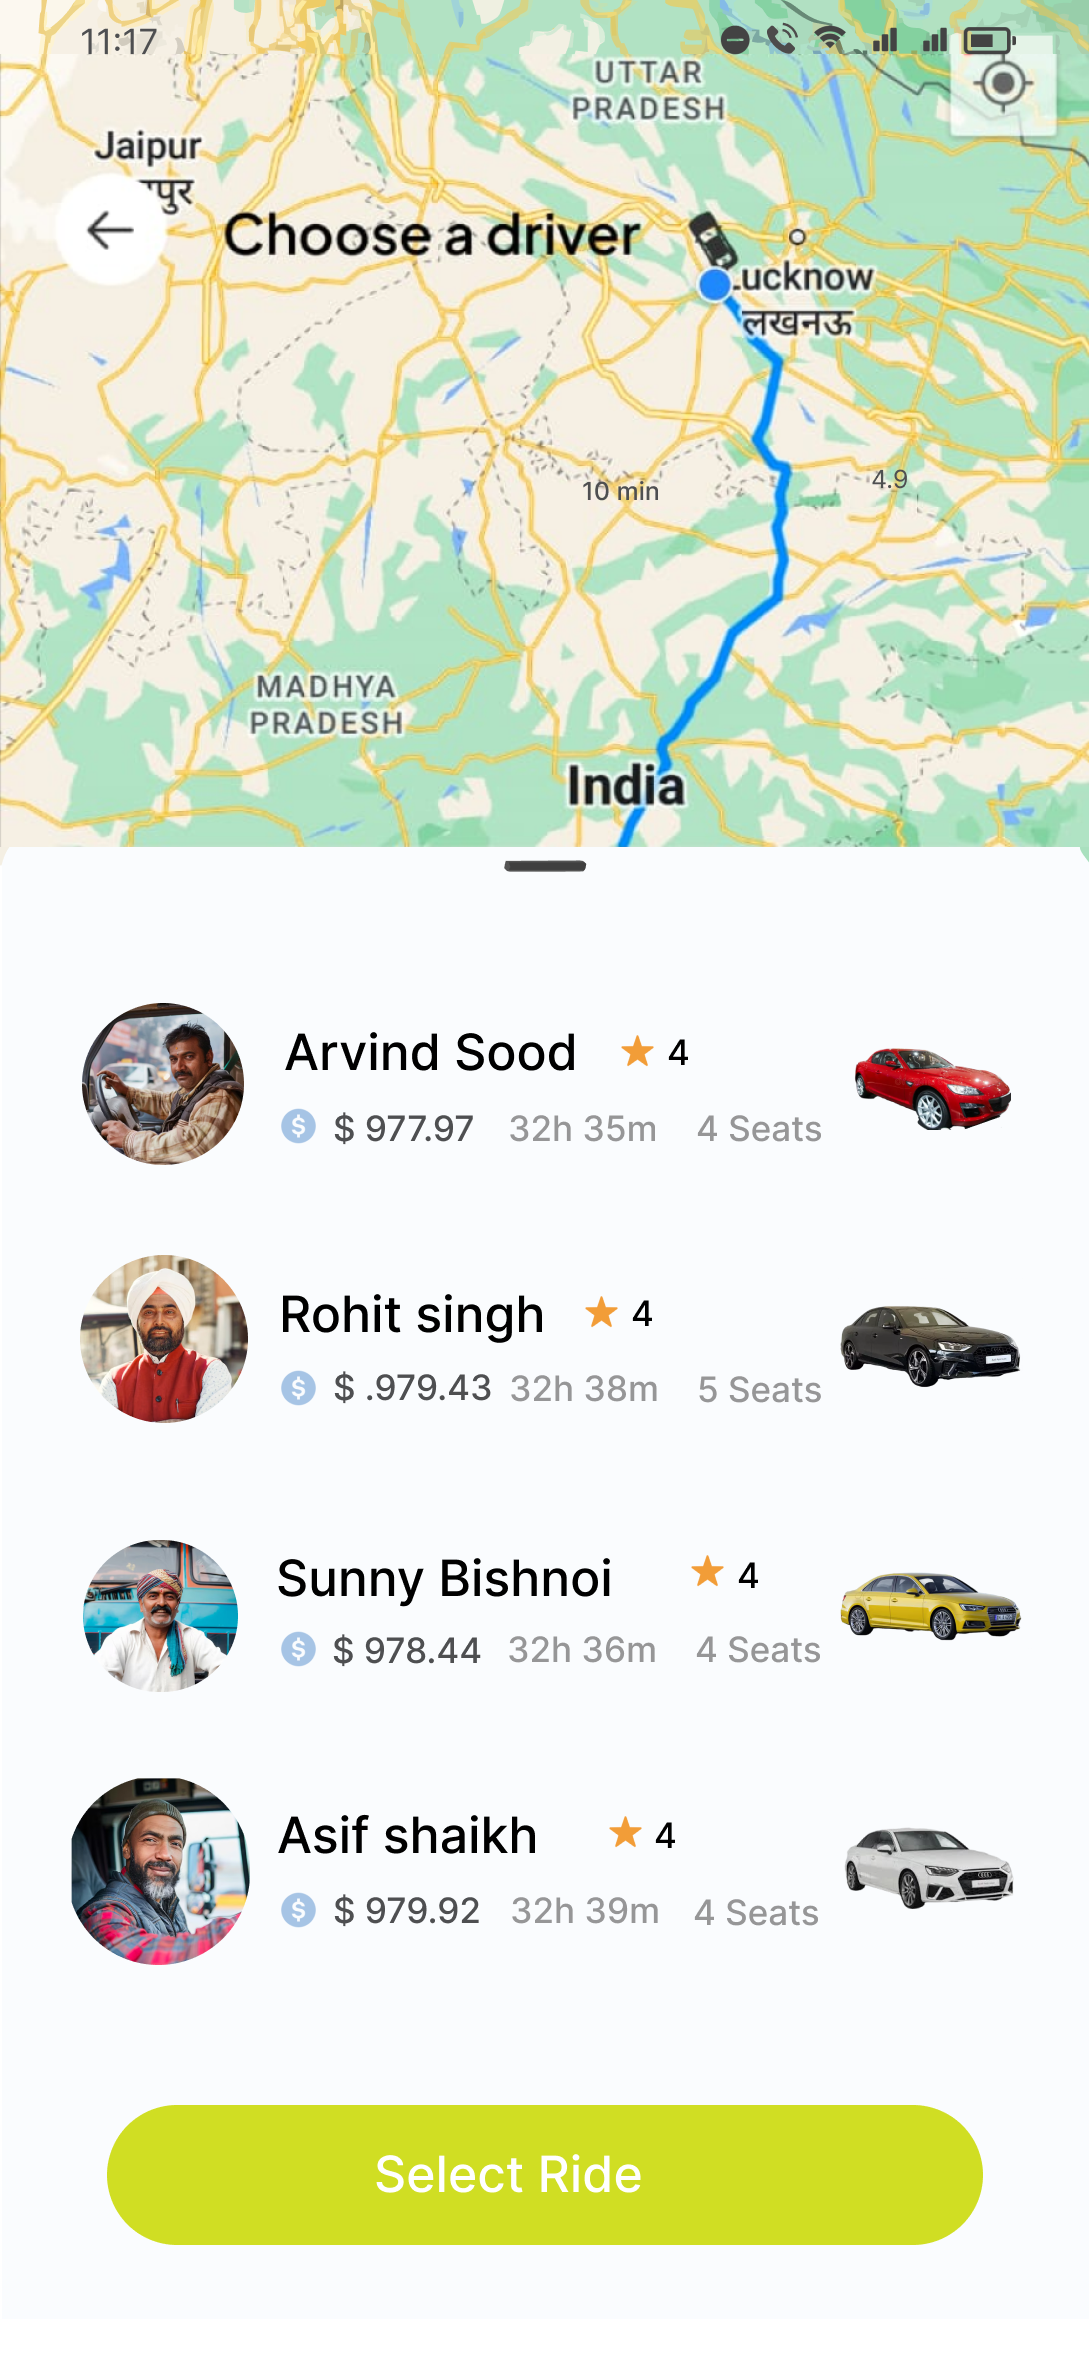 11:17
UTTAR
PRADESH
Jaipur
पुर
Choose a driver
ucknow
लखनऊ
4.9
10 min
MADHYA
PRADESH
India
Arvind Sood 4
$ 977.97 32h 35m 4 Seats
Rohit singh 4
$ .979.43 32h 38m 5 Seats
Sunny Bishnoi 4
$ 978.44 32h 36m 4 Seats
Asif shaikh 4
$ 979.92 32h 39m 4 Seats
Select Ride